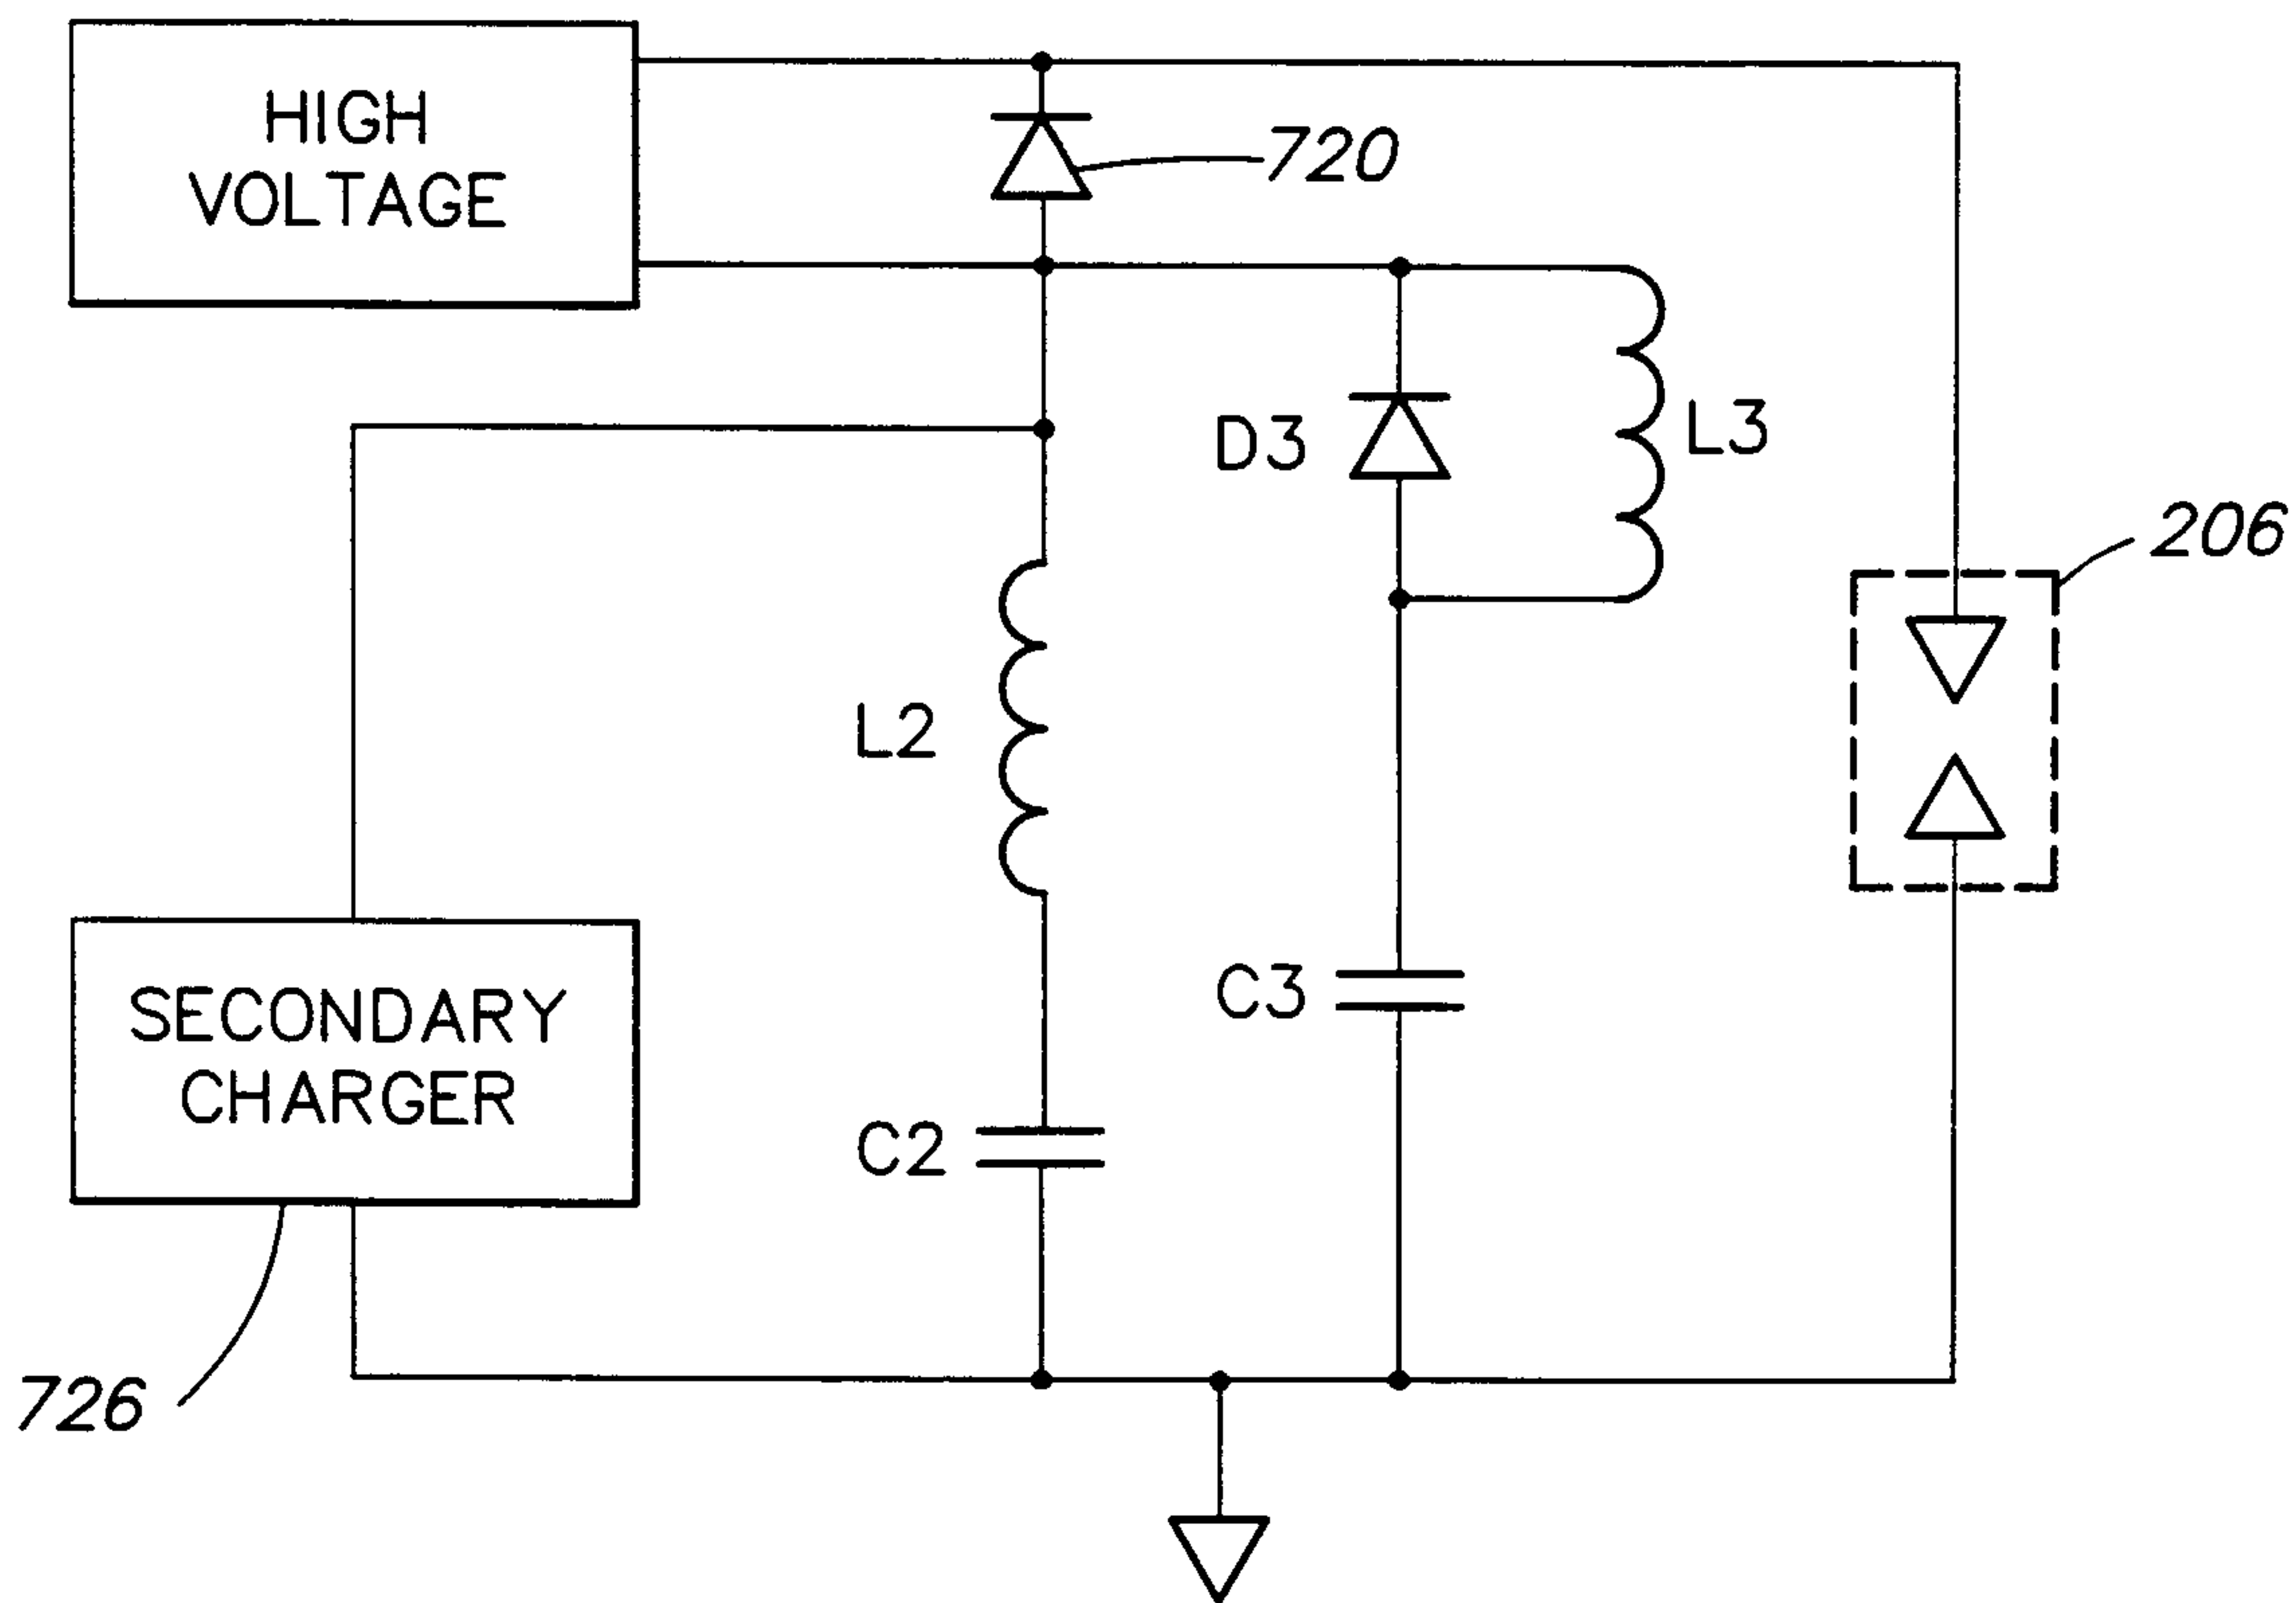 HIGH
VOLTAGE
720
D3
L3
206
L2
SECONDARY
CHARGER
C3
C2
726